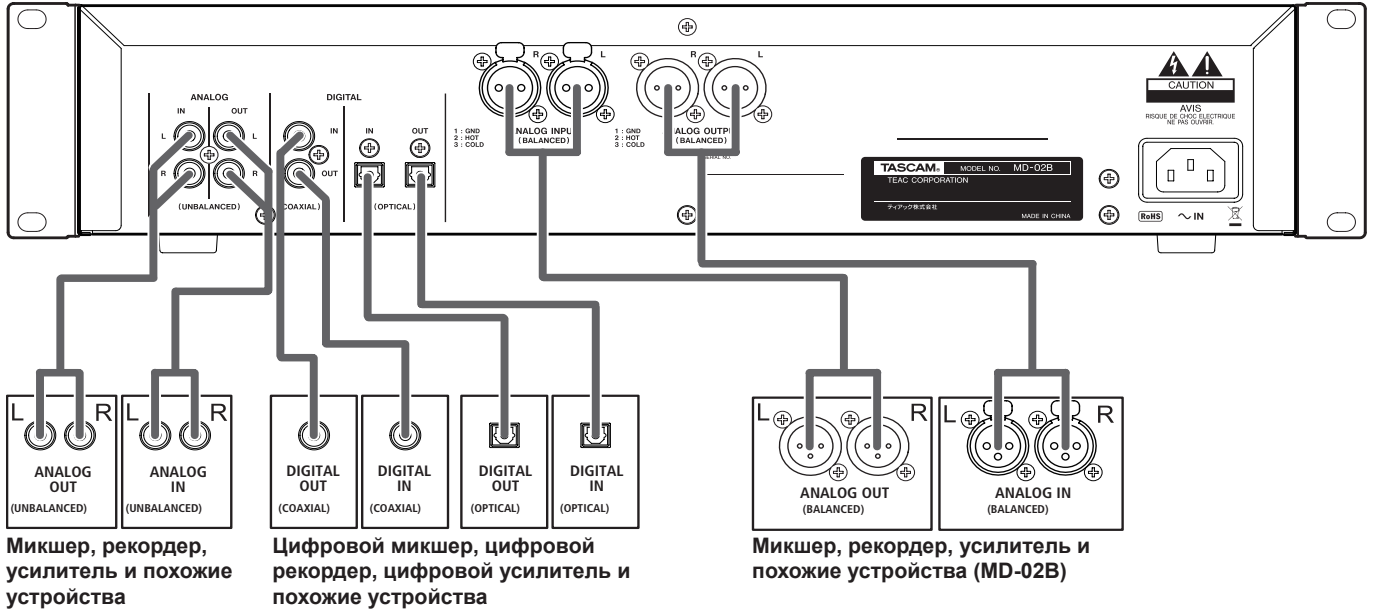 ANALOG
DIGITAL
IN
OUT
L
L
R
R
(UNBALANCED)
IN
OUT
COAXIAL)
IN
OUT
(OPTICAL)
R
L
1 : GND
2 : HOT
3 : COLD
ANALOG INPU
(BALANCED)
R
L
1 : GND
2 : HOT
3 : COLD
ALOG OUTP
(BALANCED)
SERIAL NO.
TASCAM®
MODEL NO. MD-02B
TEAC CORPORATION
ティアック株式会社
MADE IN CHINA
CAUTION
AVIS
RISQUE DE CHOC ELECTRIQUE
NE PAS OUVRIR.
RoHS
∼ IN
L R
ANALOG
OUT
(UNBALANCED)
L R
ANALOG
IN
(UNBALANCED)
DIGITAL
OUT
(COAXIAL)
DIGITAL
IN
(COAXIAL)
DIGITAL
OUT
(OPTICAL)
DIGITAL
IN
(OPTICAL)
L R
ANALOG OUT
(BALANCED)
L R
ANALOG IN
(BALANCED)
Микшер, рекордер,
усилитель и похожие
устройства
Цифровой микшер, цифровой
рекордер, цифровой усилитель и
похожие устройства
Микшер, рекордер, усилитель и
похожие устройства (MD-02B)